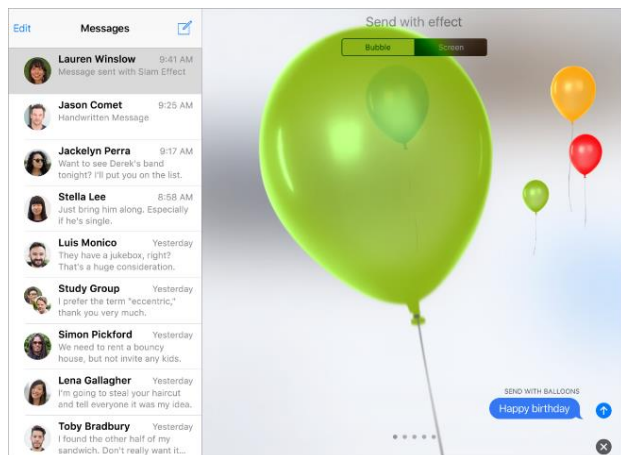 Edit
Messages
Lauren Winslow 9:41 AM
Message sent with Slam Effect
Jason Comet 9:25 AM
Handwritten Message
Jackelyn Perra 9:17 AM
Want to see Derek's band
tonight? I'll put you on the list.
Stella Lee 8:58 AM
Just bring him along. Especially
if he's single.
Luis Monico Yesterday
They have a jukebox, right?
That's a huge consideration.
Study Group Yesterday
I prefer the term "eccentric,"
thank you very much.
Simon Pickford Yesterday
We need to rent a bouncy
house, but not invite any kids.
Lena Gallagher Yesterday
I'm going to steal your haircut
and tell everyone it was my idea.
Toby Bradbury Yesterday
I found the other half of my
sandwich. Don't really want it...
Send with effect
Bubble Screen
SEND WITH BALLOONS
Happy birthday